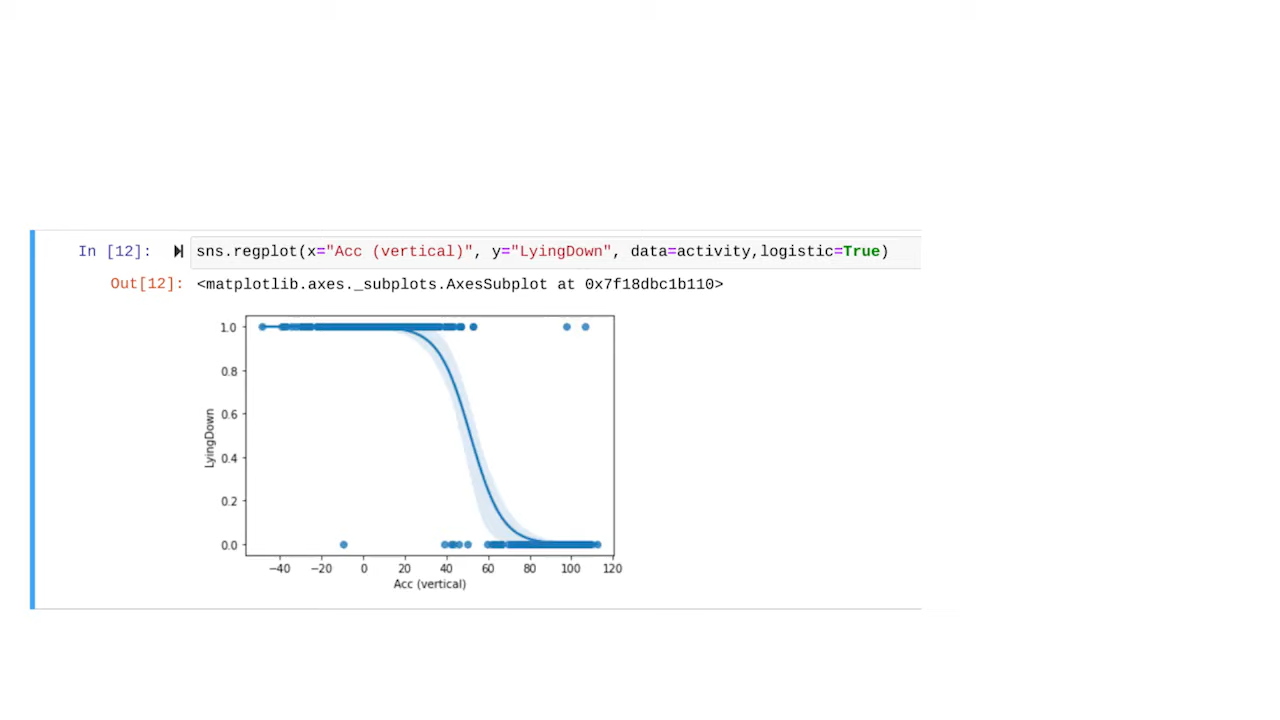 In [12]: sns.regplot(x="Acc (vertical)", y="LyingDown", data=activity,logistic=True)
Out[12]: <matplotlib.axes._subplots.AxesSubplot at 0x7f18dbc1b110>
1.0
0.8
0.6
0.4
0.2
0.0
LyingDown
−40 −20 0 20 40 60 80 100 120
Acc (vertical)